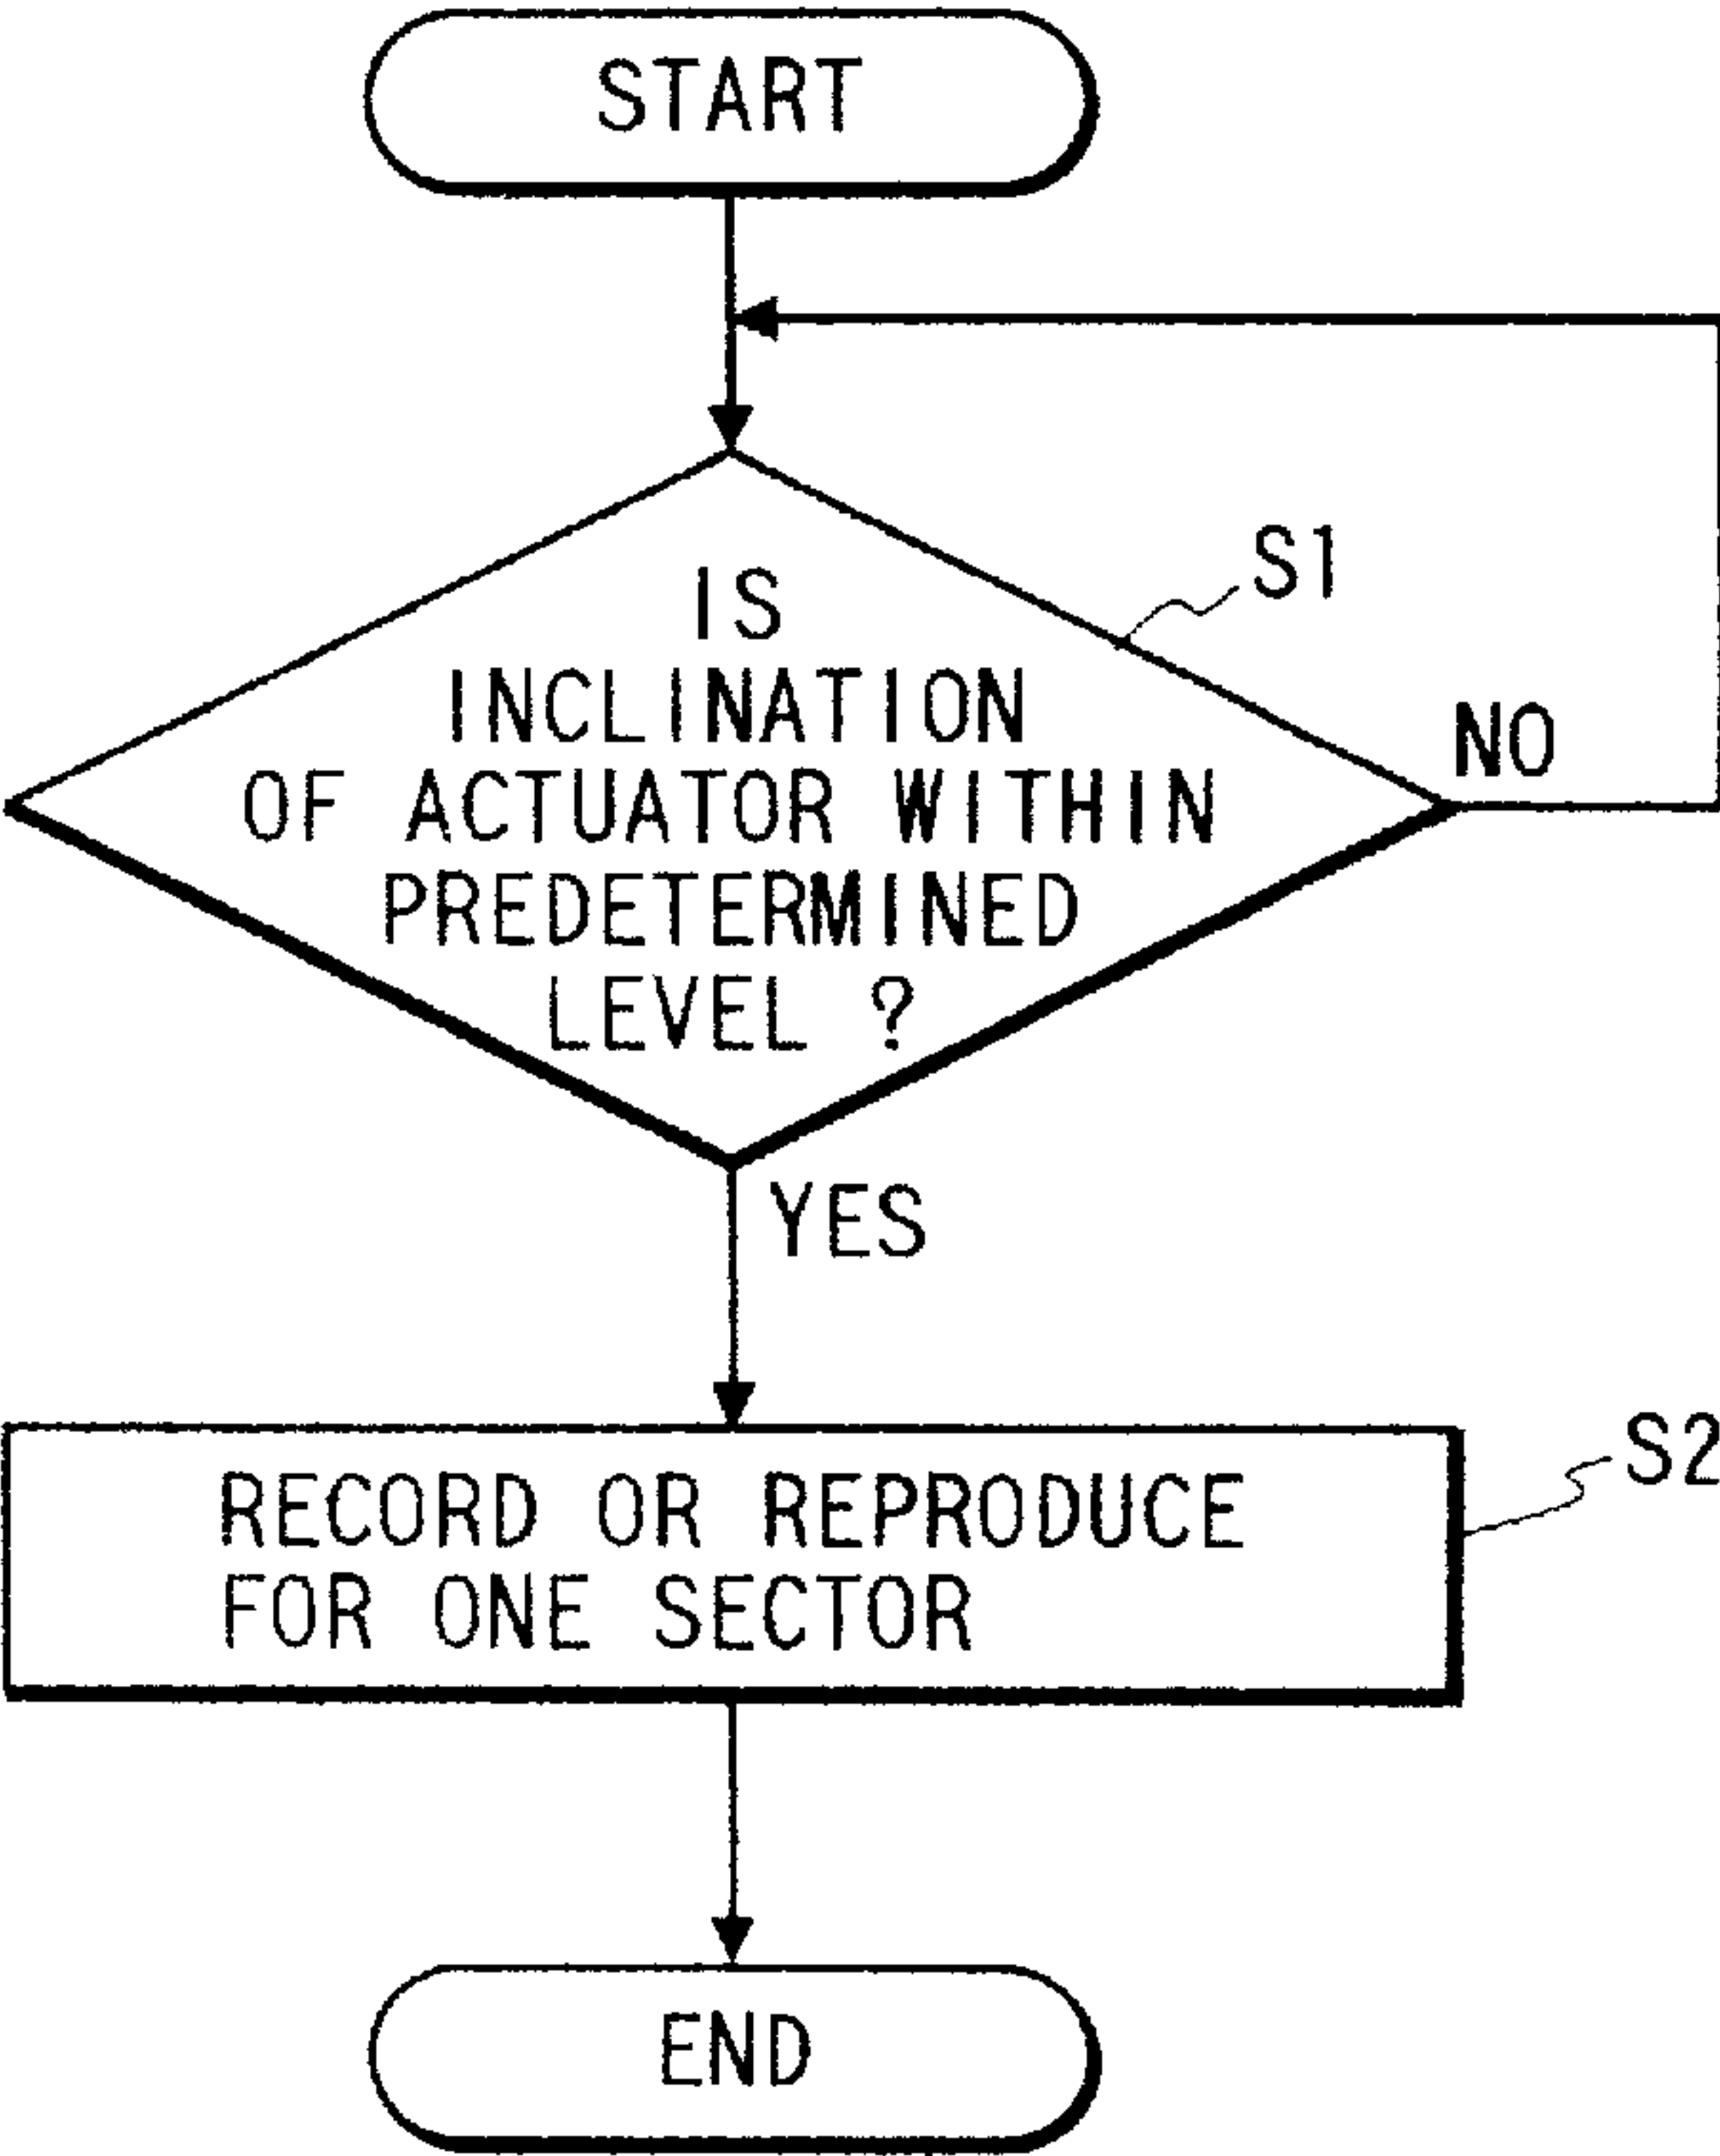 START
S1
IS
INCLINATION
OF ACTUATOR WITHIN
PREDETERMINED
LEVEL ?
NO
YES
S2
RECORD OR REPRODUCE
FOR ONE SECTOR
END